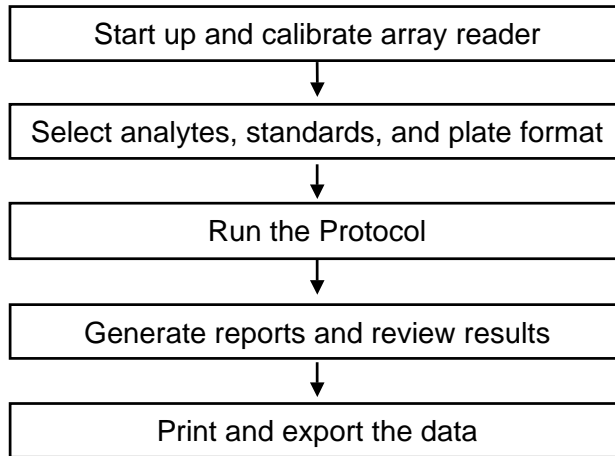 Start up and calibrate array reader
Select analytes, standards, and plate format
Run the Protocol
Generate reports and review results
Print and export the data